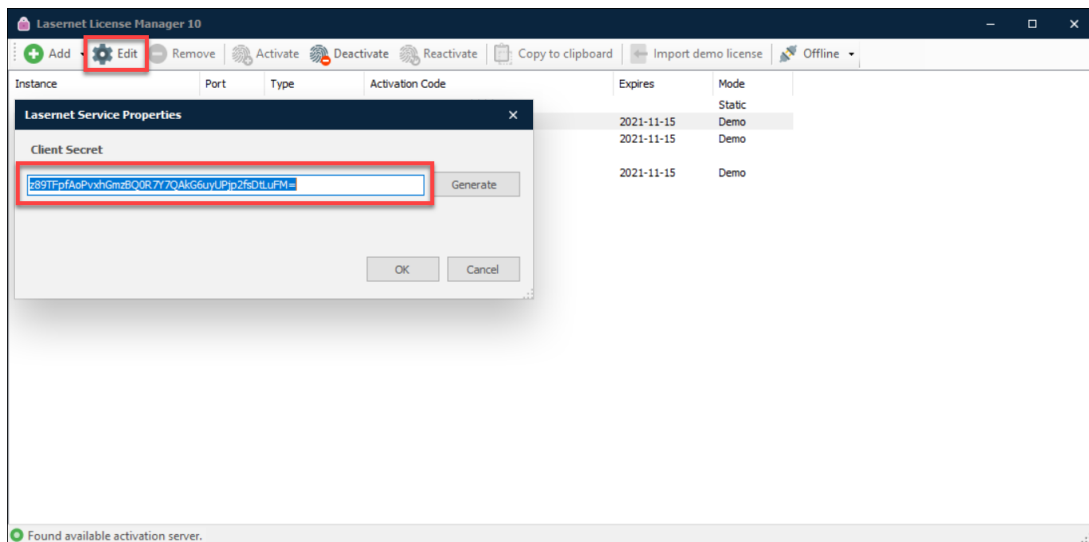 Lasernet License Manager 10
Add Edit Remove Activate Deactivate Reactivate Copy to clipboard Import demo license Offline
Instance Port Type Activation Code Expires Mode
Static
Lasernet Service Properties
2021-11-15 Demo
2021-11-15 Demo
Client Secret
2021-11-15 Demo
z89TFpfAoPvxhGmzBQ0R7Y7QAkG6uyUPjp2fsDtLuFM= Generate
OK Cancel
Found available activation server.